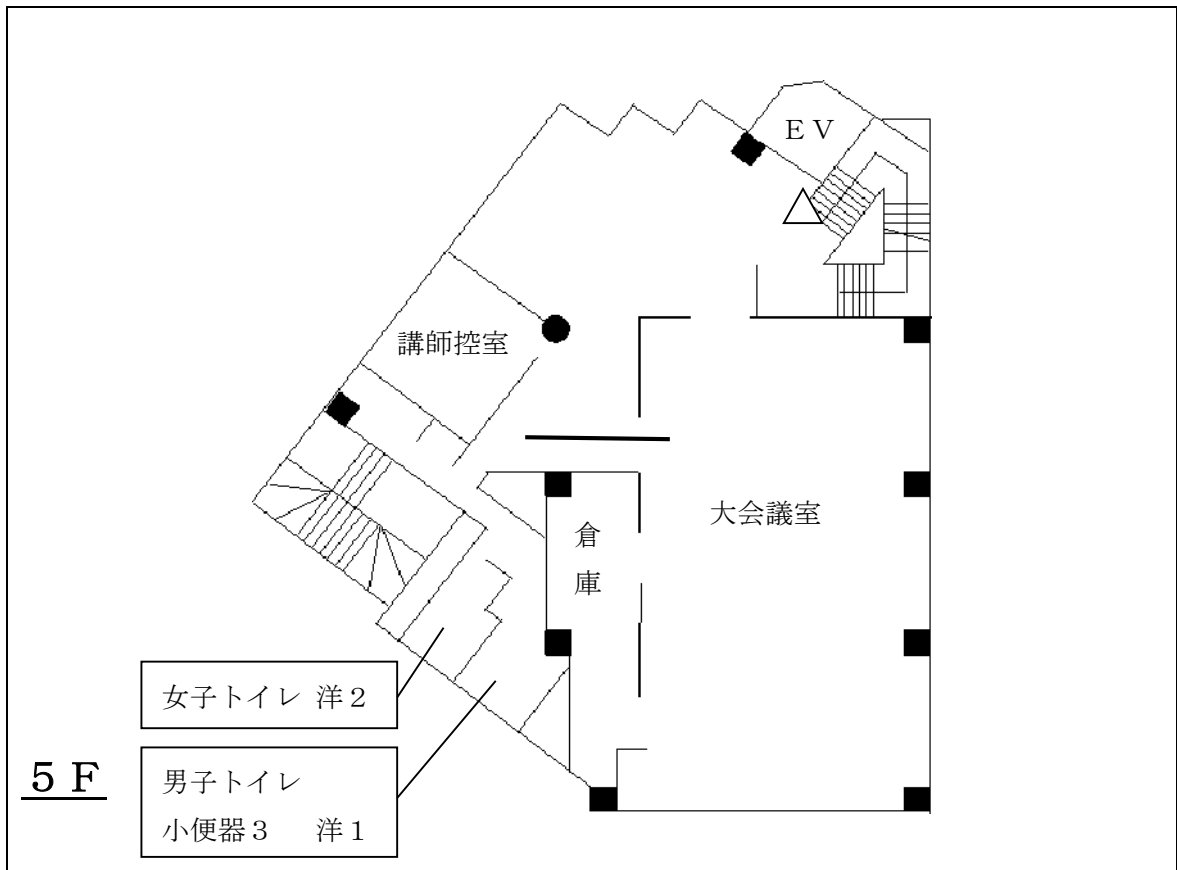 ＥＶ
講師控室
大会議室
倉
庫
女子トイレ 洋２
男子トイレ
小便器３　洋１
５Ｆ